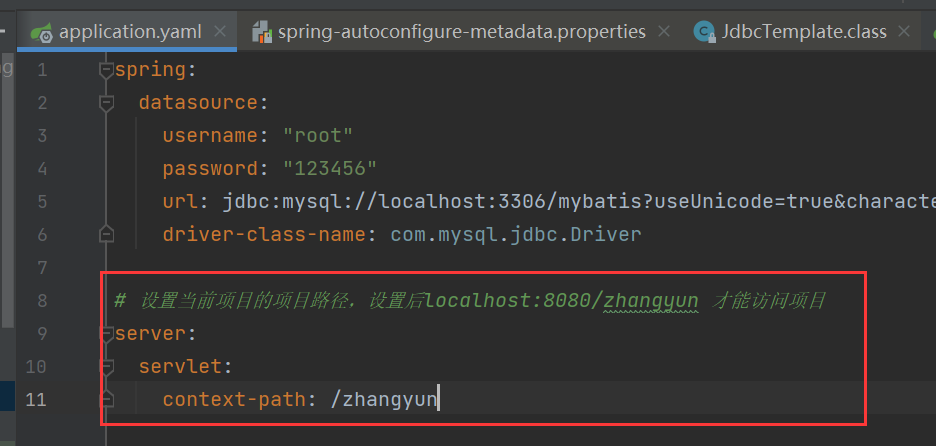 application.yaml spring-autoconfigure-metadata.properties JdbcTemplate.class
1 spring:
2 datasource:
3 username: "root"
4 password: "123456"
5 url: jdbc:mysql://localhost:3306/mybatis?useUnicode=true&characte
6 driver-class-name: com.mysql.jdbc.Driver
7
8 # 设置当前项目的项目路径，设置后localhost:8080/zhangyun 才能访问项目
9 server:
10 servlet:
11 context-path: /zhangyun